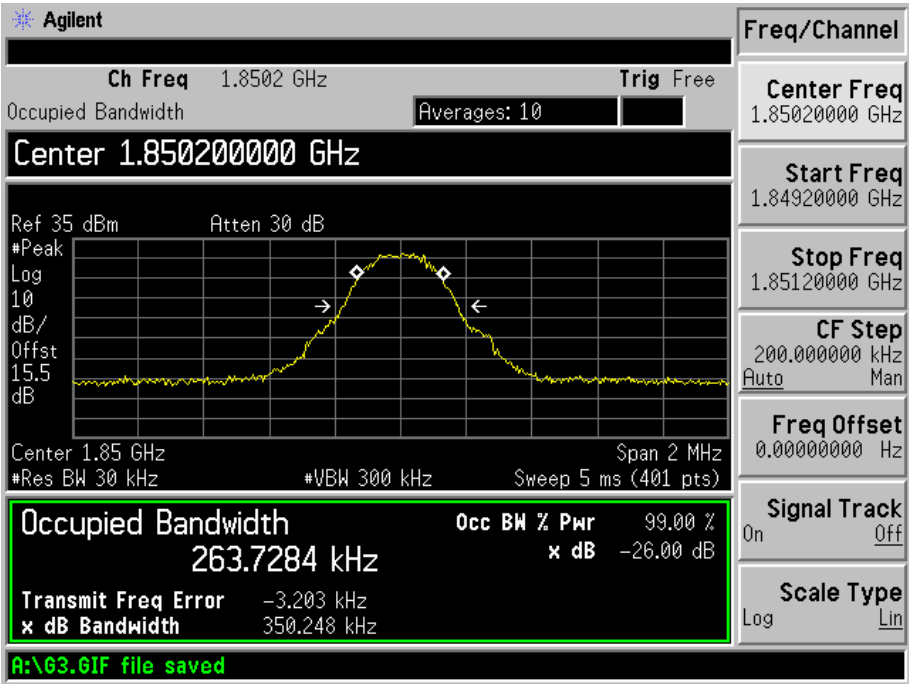 Agilent
Freq/Channel
Ch Freq 1.8502 GHz Trig Free
Occupied Bandwidth Averages: 10
Center 1.850200000 GHz
Ref 35 dBm Atten 30 dB
#Peak
Log
10
dB/
Offst
15.5
dB
Center 1.85 GHz Span 2 MHz
#Res BW 30 kHz #VBW 300 kHz Sweep 5 ms (401 pts)
Occupied Bandwidth
263.7284 kHz
Occ BW % Pwr 99.00 %
x dB -26.00 dB
Transmit Freq Error -3.203 kHz
x dB Bandwidth 350.248 kHz
A:\G3.GIF file saved
Center Freq
1.85020000 GHz
Start Freq
1.84920000 GHz
Stop Freq
1.85120000 GHz
CF Step
200.000000 kHz
Auto Man
Freq Offset
0.00000000 Hz
Signal Track
On Off
Scale Type
Log Lin